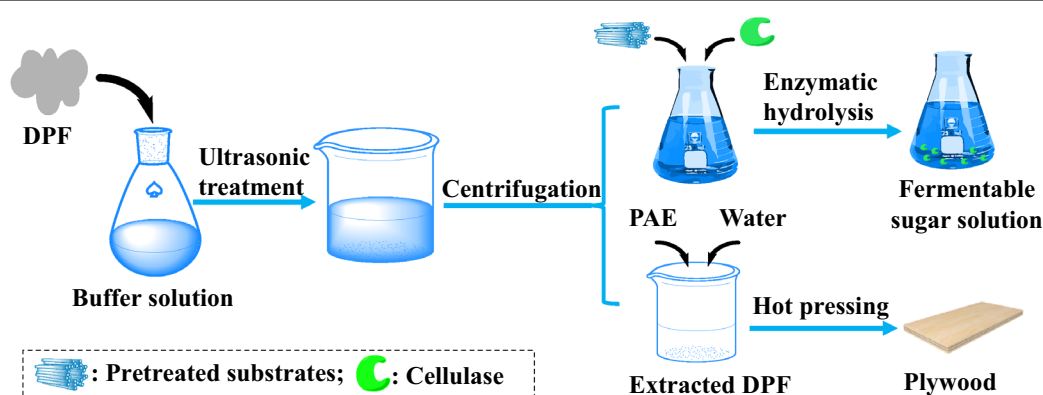 DPF
Buffer solution
Ultrasonic
treatment
Centrifugation
Enzymatic
hydrolysis
Fermentable
sugar solution
PAE
Water
Extracted DPF
Hot pressing
Plywood
: Pretreated substrates;
: Cellulase